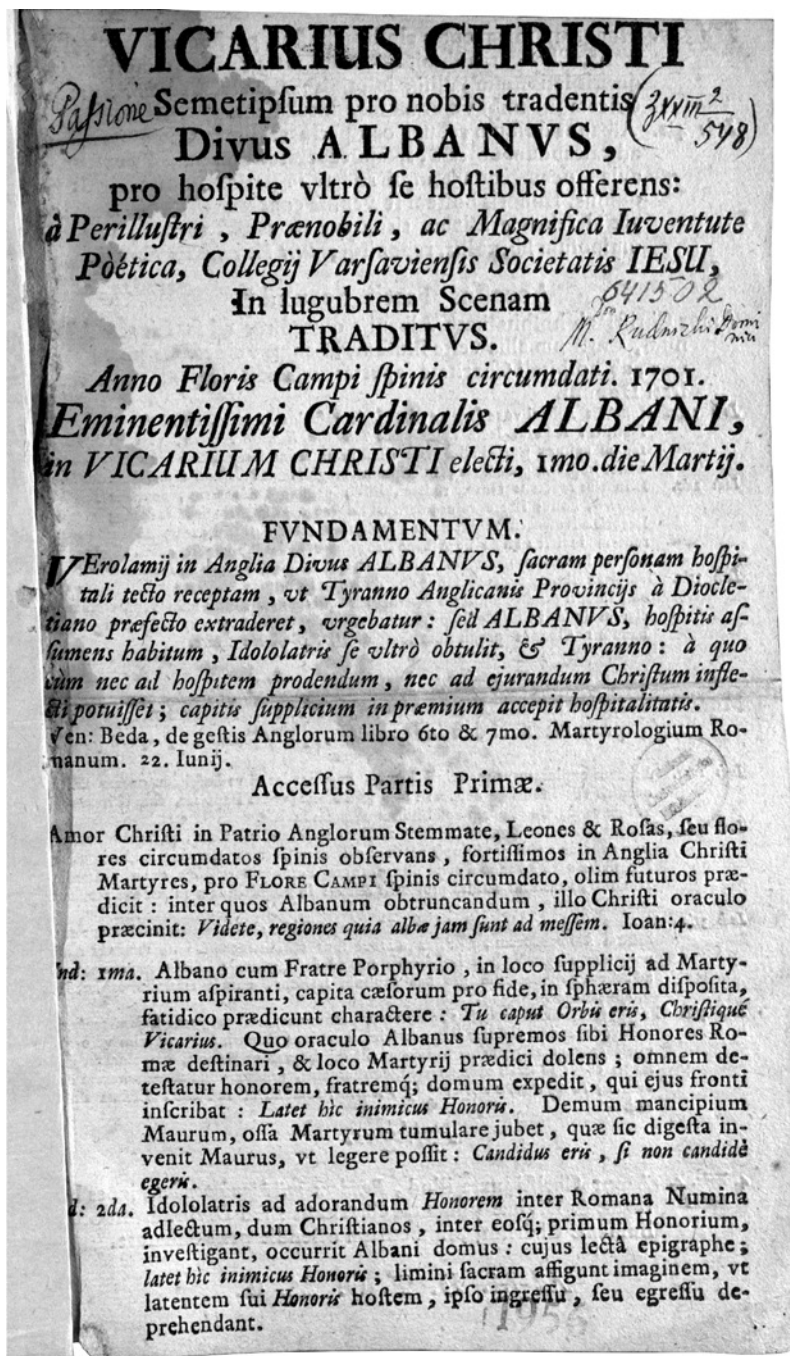 VICARIUS CHRISTI
Passione Semetipſum pro nobis tradentis
Divus ALBANVS,
pro hoſpite vltrò ſe hoſtibus offerens:
à Perilluſtri, Prænobili, ac Magnifica Iuventute
Pòética, Collegij Varſavienſis Societatis IESU,
In lugubrem Scenam
641502
TRADITVS.
Anno Floris Campi ſpinis circumdati. 1701.
Eminentiſſimi Cardinalis ALBANI,
in VICARIUM CHRISTI electi, 1mo. die Martij.
FVNDAMENTVM.
VErolamij in Anglia Divus ALBANVS, ſacram perſonam hoſpi-
tali tecto receptam, vt Tyranno Anglicanis Provincijs à Diocle-
tiano præfecto extraderet, vrgebatur: ſed ALBANVS, hoſpitis aſ-
ſumens habitum, Idololatris ſe vltrò obtulit, & Tyranno: à quo
cùm nec ad hoſpitem prodendum, nec ad ejurandum Chriſtum infle-
cti potuiſſet; capitis ſupplicium in præmium accepit hoſpitalitatis.
Ven: Beda, de geſtis Anglorum libro 6to & 7mo. Martyrologium Ro-
manum. 22. Iunij.
Acceſſus Partis Primæ.
Amor Chriſti in Patrio Anglorum Stemmate, Leones & Roſas, ſeu flo-
res circumdatos ſpinis obſervans, fortiſſimos in Anglia Chriſti
Martyres, pro FLORE CAMPI ſpinis circumdato, olim futuros præ-
dicit: inter quos Albanum obtruncandum, illo Chriſti oraculo
præcinit: Videte, regiones quia albæ jam ſunt ad meſſem. Ioan:4.
Ind: 1ma. Albano cum Fratre Porphyrio, in loco ſupplicij ad Marty-
rium aſpiranti, capita cæſorum pro fide, in ſphæram diſpoſita,
fatidico prædicunt charactere: Tu caput Orbis eris, Chriſtique
Vicarius. Quo oraculo Albanus ſupremos ſibi Honores Ro-
mæ deſtinari, & loco Martyrij prædici dolens; omnem de-
teſtatur honorem, fratremq; domum expedit, qui ejus fronti
inſcribat: Latet hìc inimicus Honoris. Demum mancipium
Maurum, oſſa Martyrum tumulare jubet, quæ ſic digeſta in-
venit Maurus, vt legere poſſit: Candidus eris, ſi non candidè
egeris.
d: 2da. Idololatris ad adorandum Honorem inter Romana Numina
adlectum, dum Chriſtianos, inter eoſq; primum Honorium,
inveſtigant, occurrit Albani domus: cujus lectâ epigraphe;
latet hìc inimicus Honoris; limini ſacram affigunt imaginem, vt
latentem ſui Honoris hoſtem, ipſo ingreſſu, ſeu egreſſu de-
prehendant.
1956